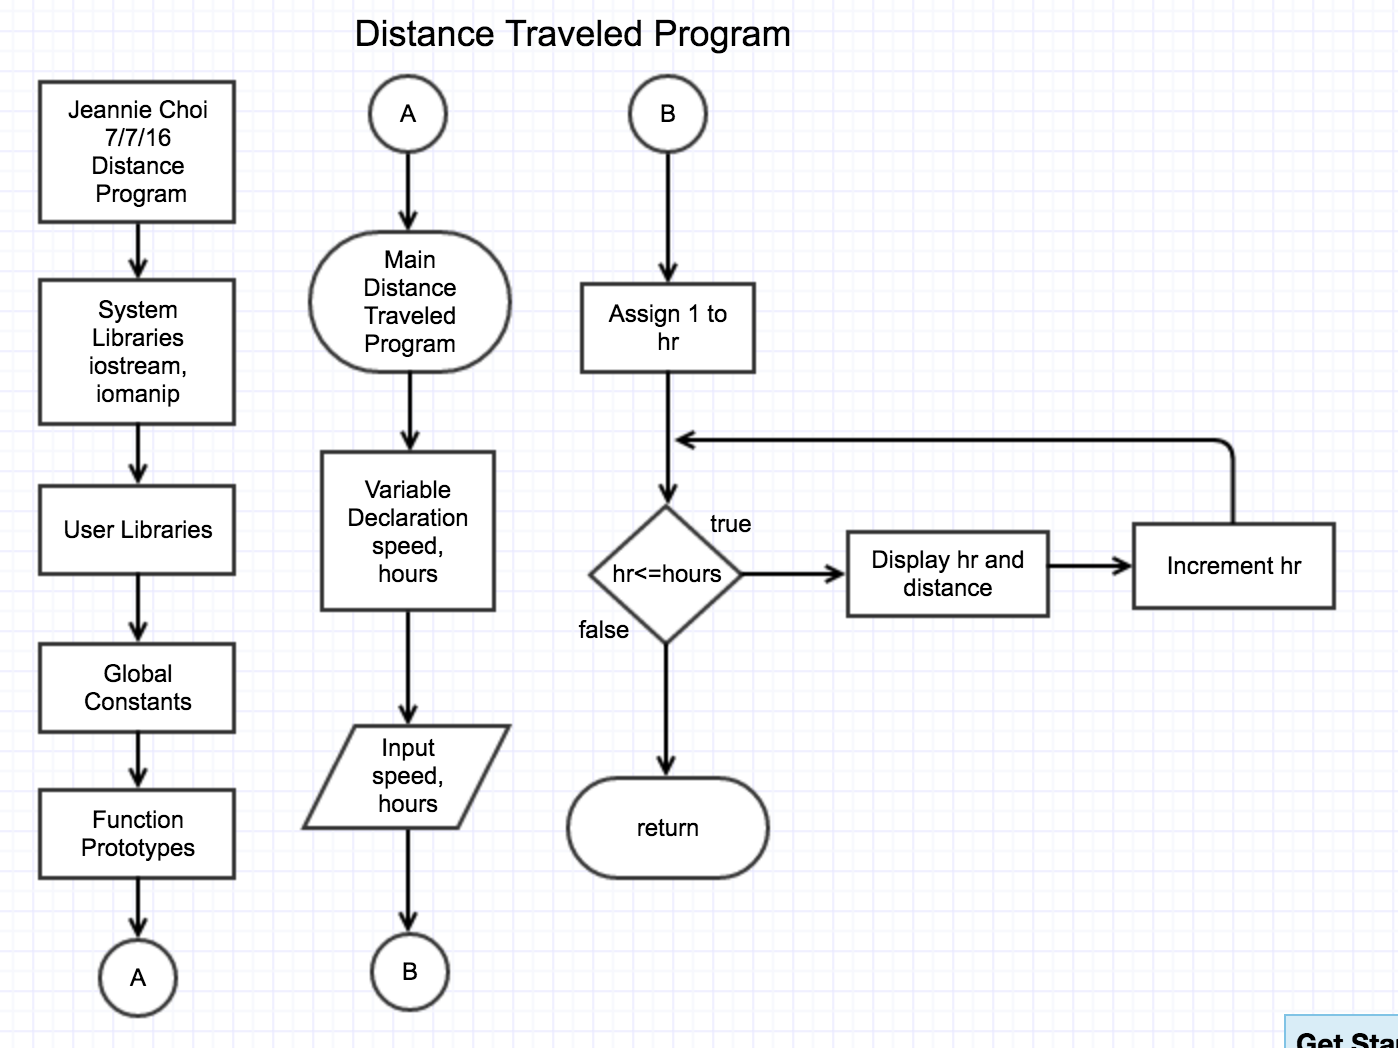 Distance Traveled Program
Jeannie Choi
7/7/16
Distance
Program
System
Libraries
iostream,
iomanip
User Libraries
Global
Constants
Function
Prototypes
A
A
Main
Distance
Traveled
Program
Variable
Declaration
speed,
hours
Input
speed,
hours
B
B
Assign 1 to
hr
hr<=hours
true
false
Display hr and
distance
Increment hr
return
Get